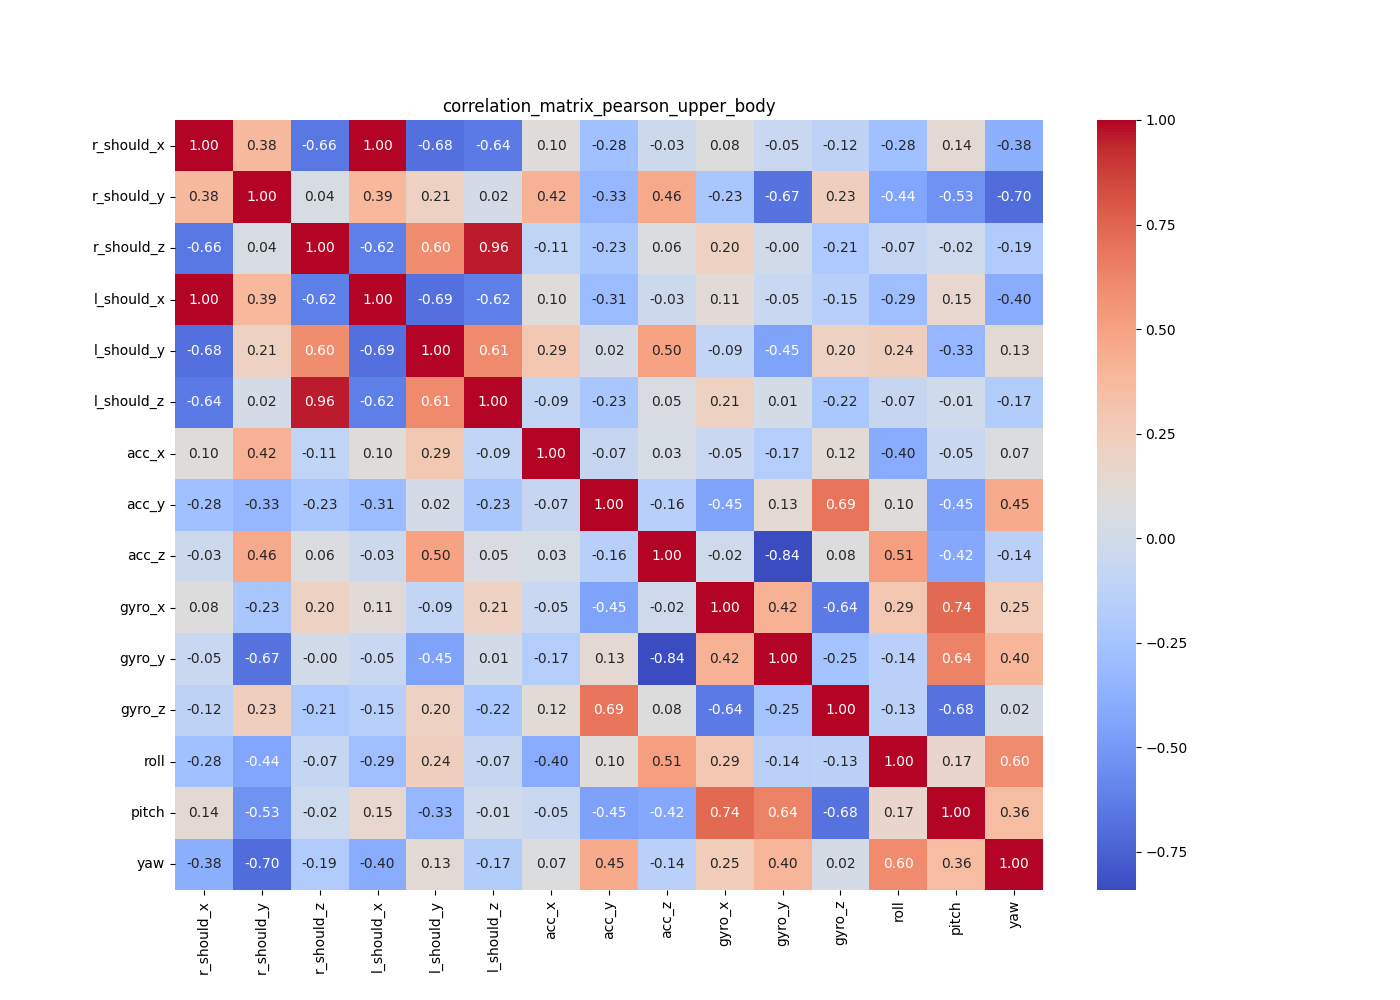 correlation_matrix_pearson_upper_body
r_should_x 1.00 0.38 -0.66 1.00 -0.68 -0.64 0.10 -0.28 -0.03 0.08 -0.05 -0.12 -0.28 0.14 -0.38
r_should_y 0.38 1.00 0.04 0.39 0.21 0.02 0.42 -0.33 0.46 -0.23 -0.67 0.23 -0.44 -0.53 -0.70
r_should_z -0.66 0.04 1.00 -0.62 0.60 0.96 -0.11 -0.23 0.06 0.20 -0.00 -0.21 -0.07 -0.02 -0.19
l_should_x 1.00 0.39 -0.62 1.00 -0.69 -0.62 0.10 -0.31 -0.03 0.11 -0.05 -0.15 -0.29 0.15 -0.40
l_should_y -0.68 0.21 0.60 -0.69 1.00 0.61 0.29 0.02 0.50 -0.09 -0.45 0.20 0.24 -0.33 0.13
l_should_z -0.64 0.02 0.96 -0.62 0.61 1.00 -0.09 -0.23 0.05 0.21 0.01 -0.22 -0.07 -0.01 -0.17
acc_x 0.10 0.42 -0.11 0.10 0.29 -0.09 1.00 -0.07 0.03 -0.05 -0.17 0.12 -0.40 -0.05 0.07
acc_y -0.28 -0.33 -0.23 -0.31 0.02 -0.23 -0.07 1.00 -0.16 -0.45 0.13 0.69 0.10 -0.45 0.45
acc_z -0.03 0.46 0.06 -0.03 0.50 0.05 0.03 -0.16 1.00 -0.02 -0.84 0.08 0.51 -0.42 -0.14
gyro_x 0.08 -0.23 0.20 0.11 -0.09 0.21 -0.05 -0.45 -0.02 1.00 0.42 -0.64 0.29 0.74 0.25
gyro_y -0.05 -0.67 -0.00 -0.05 -0.45 0.01 -0.17 0.13 -0.84 0.42 1.00 -0.25 -0.14 0.64 0.40
gyro_z -0.12 0.23 -0.21 -0.15 0.20 -0.22 0.12 0.69 0.08 -0.64 -0.25 1.00 -0.13 -0.68 0.02
roll -0.28 -0.44 -0.07 -0.29 0.24 -0.07 -0.40 0.10 0.51 0.29 -0.14 -0.13 1.00 0.17 0.60
pitch 0.14 -0.53 -0.02 0.15 -0.33 -0.01 -0.05 -0.45 -0.42 0.74 0.64 -0.68 0.17 1.00 0.36
yaw -0.38 -0.70 -0.19 -0.40 0.13 -0.17 0.07 0.45 -0.14 0.25 0.40 0.02 0.60 0.36 1.00
r_should_x r_should_y r_should_z l_should_x l_should_y l_should_z acc_x acc_y acc_z gyro_x gyro_y gyro_z roll pitch yaw
1.00
0.75
0.50
0.25
0.00
−0.25
−0.50
−0.75